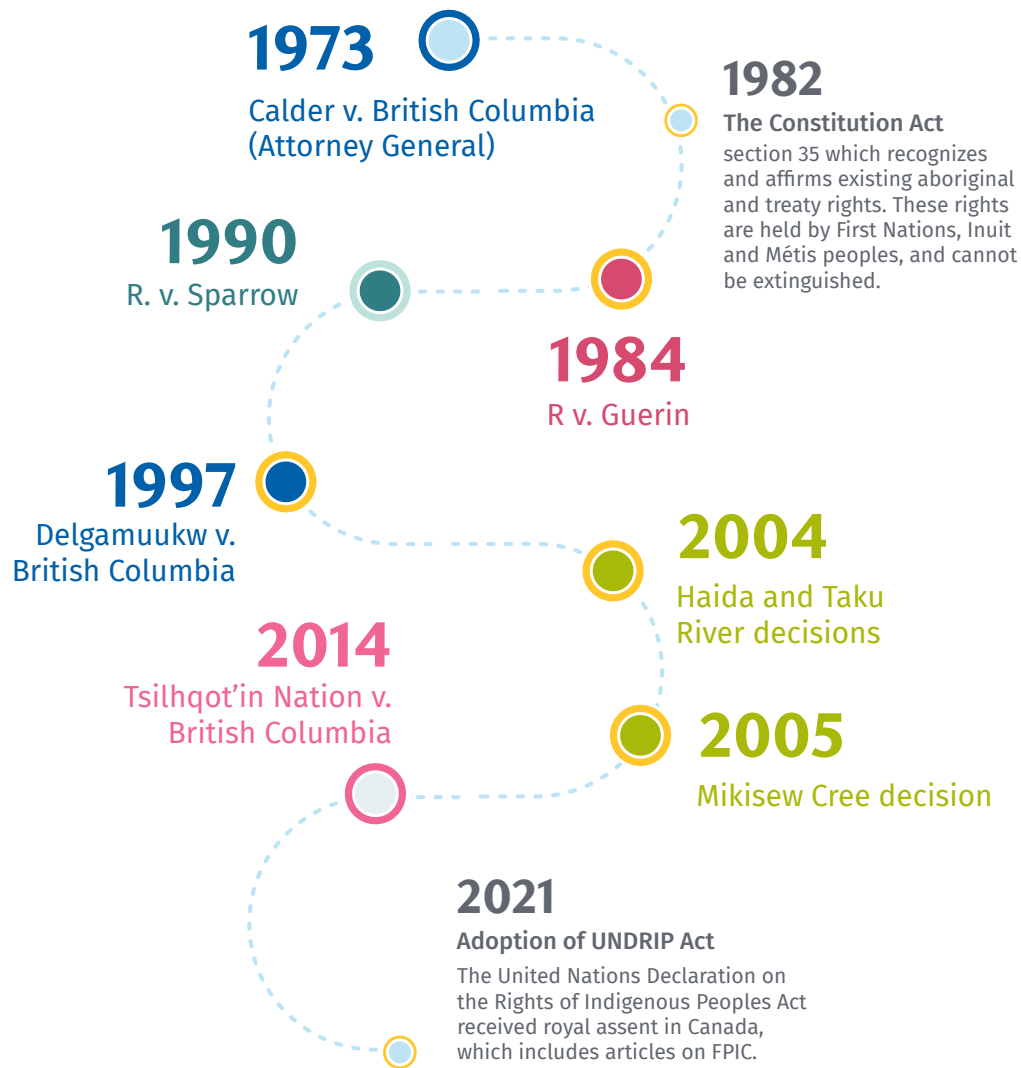 1973
Calder v. British Columbia
(Attorney General)
1982
The Constitution Act
section 35 which recognizes
and affirms existing aboriginal
and treaty rights. These rights
are held by First Nations, Inuit
and Métis peoples, and cannot
be extinguished.
1984
R v. Guerin
1990
R. v. Sparrow
1997
Delgamuukw v.
British Columbia
2004
Haida and Taku
River decisions
2005
Mikisew Cree decision
2014
Tsilhqot’in Nation v.
British Columbia
2021
Adoption of UNDRIP Act
The United Nations Declaration on
the Rights of Indigenous Peoples Act
received royal assent in Canada,
which includes articles on FPIC.